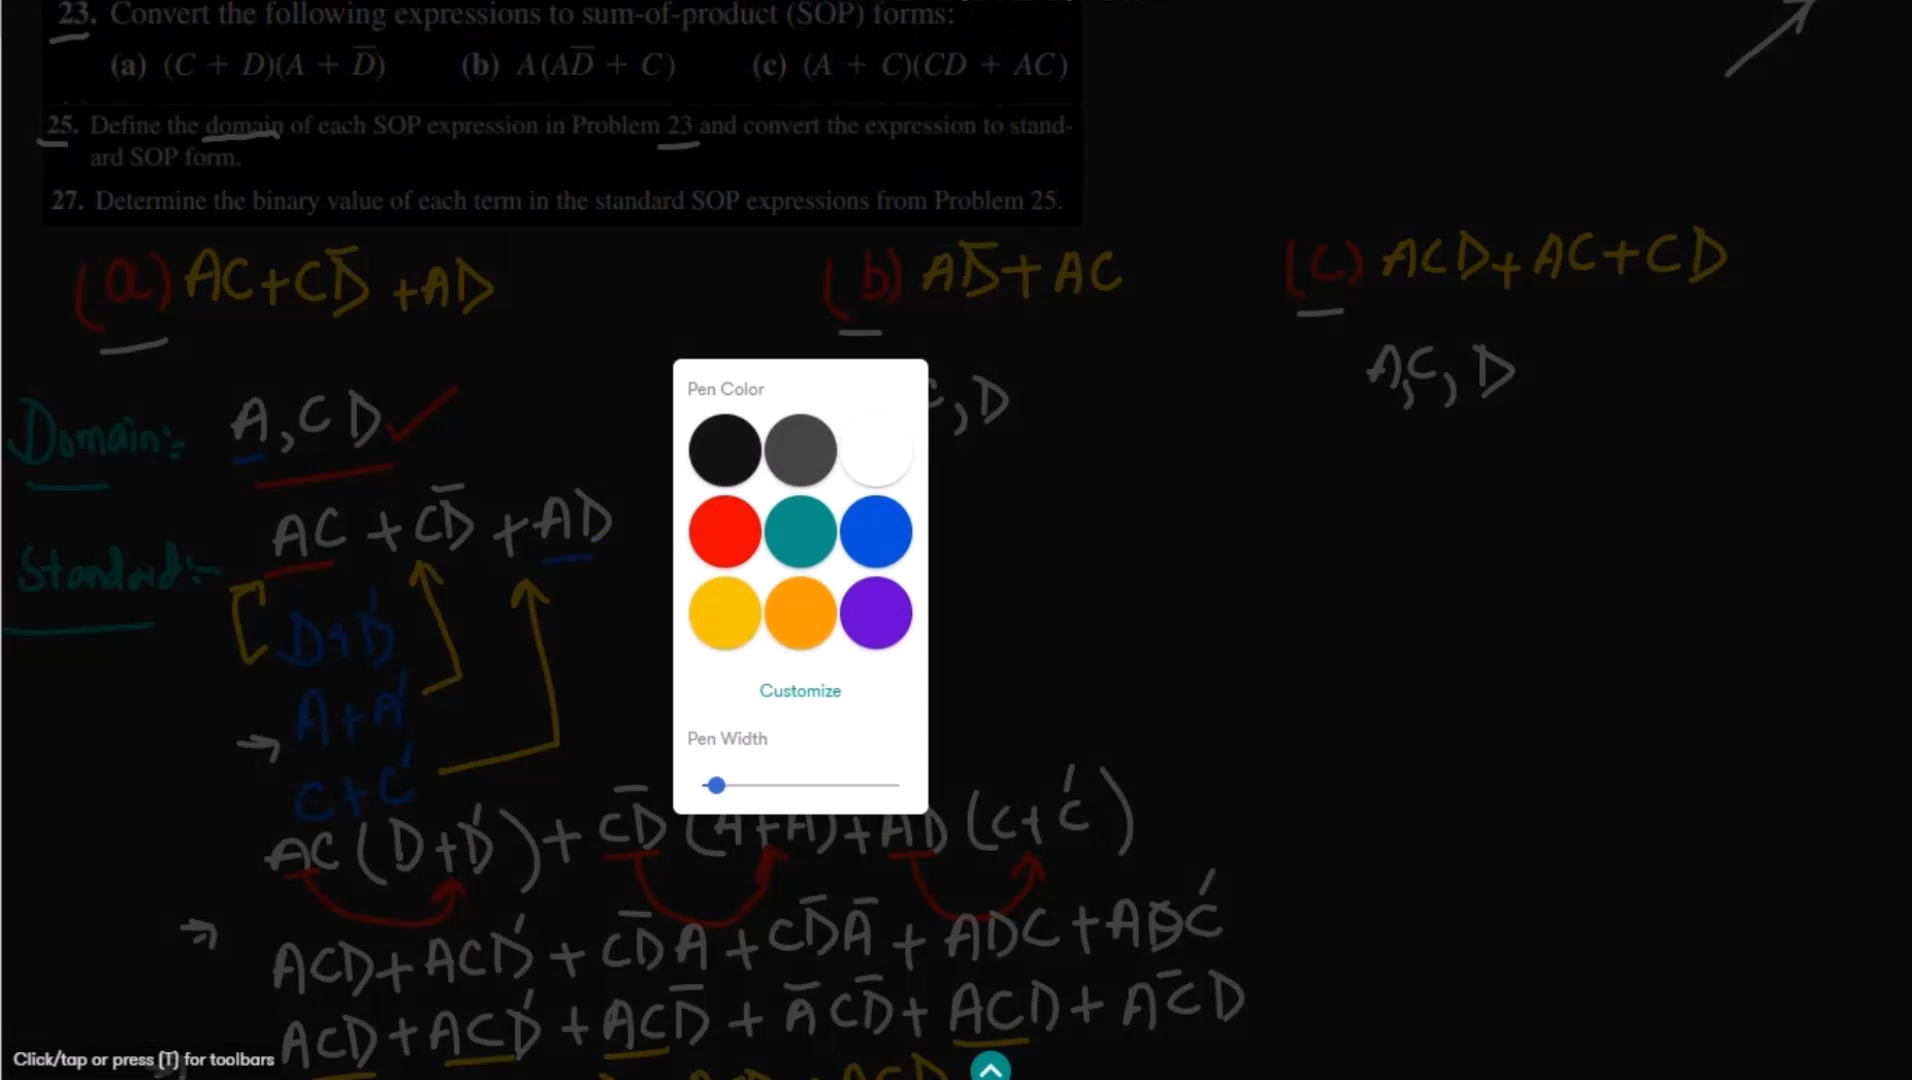 23. Convert the following expressions to sum-of-product (SOP) forms:
(a) (C + D)(A + D̅) (b) A(AD̅ + C) (c) (A + C)(CD + AC)
25. Define the domain of each SOP expression in Problem 23 and convert the expression to stand-
ard SOP form.
27. Determine the binary value of each term in the standard SOP expressions from Problem 25.
(a) AC+CD̅ +AD (b) AD̅+AC (c) ACD+AC+CD
Domain:- A,CD ,D A,C,D
Pen Color
Standard:- AC +CD̅ +AD
D+D'
A+A'
C+C'
Customize
Pen Width
AC(D+D')+CD̅(A+A)+AD(C+C')
ACD+ACD'+CD̅A+CD̅A̅+ADC+ADC'
ACD+ACD'+ACD̅+A̅CD̅+ACD+AC̅D
Click/tap or press (T) for toolbars